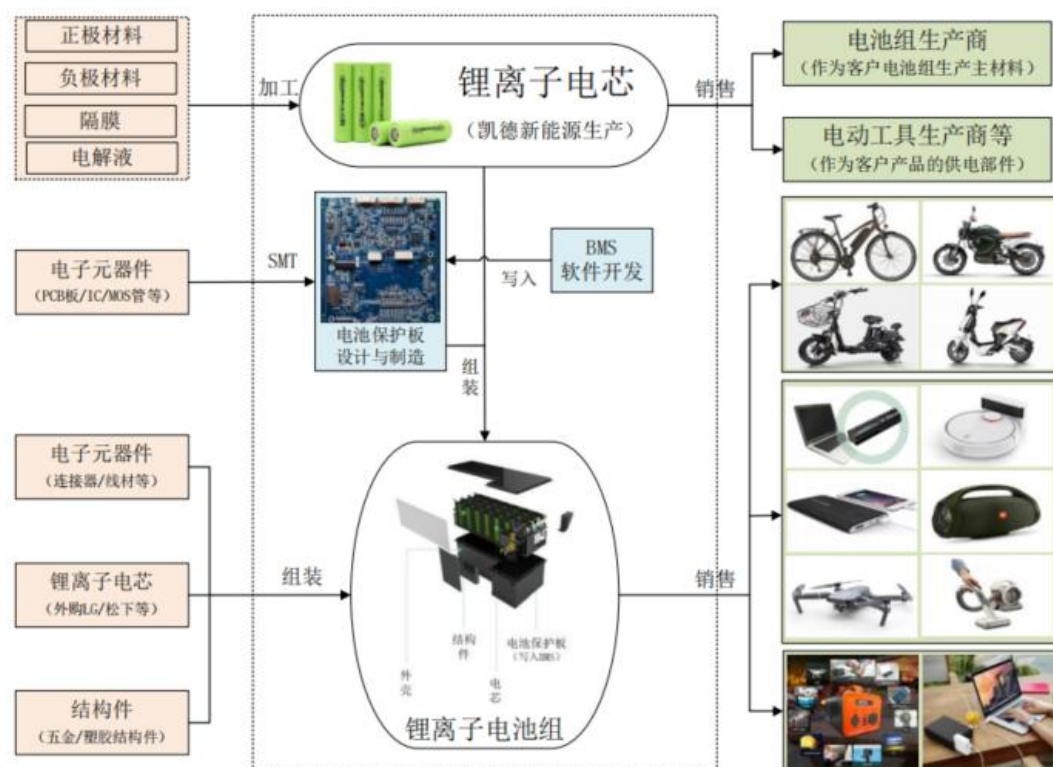 正极材料
负极材料
隔膜
电解液
加工
锂离子电芯
(凯德新能源生产)
销售
电池组生产商
(作为客户电池组生产主材料)
电动工具生产商等
(作为客户产品的供电部件)
电子元器件
(PCB板/IC/MOS管等)
SMT
电池保护板
设计与制造
写入
BMS
软件开发
组装
电子元器件
(连接器/线材等)
锂离子电芯
(外购LG/松下等)
结构件
(五金/塑胶结构件)
组装
外壳
结构件
电芯
电池保护板
(写入BMS)
锂离子电池组
销售